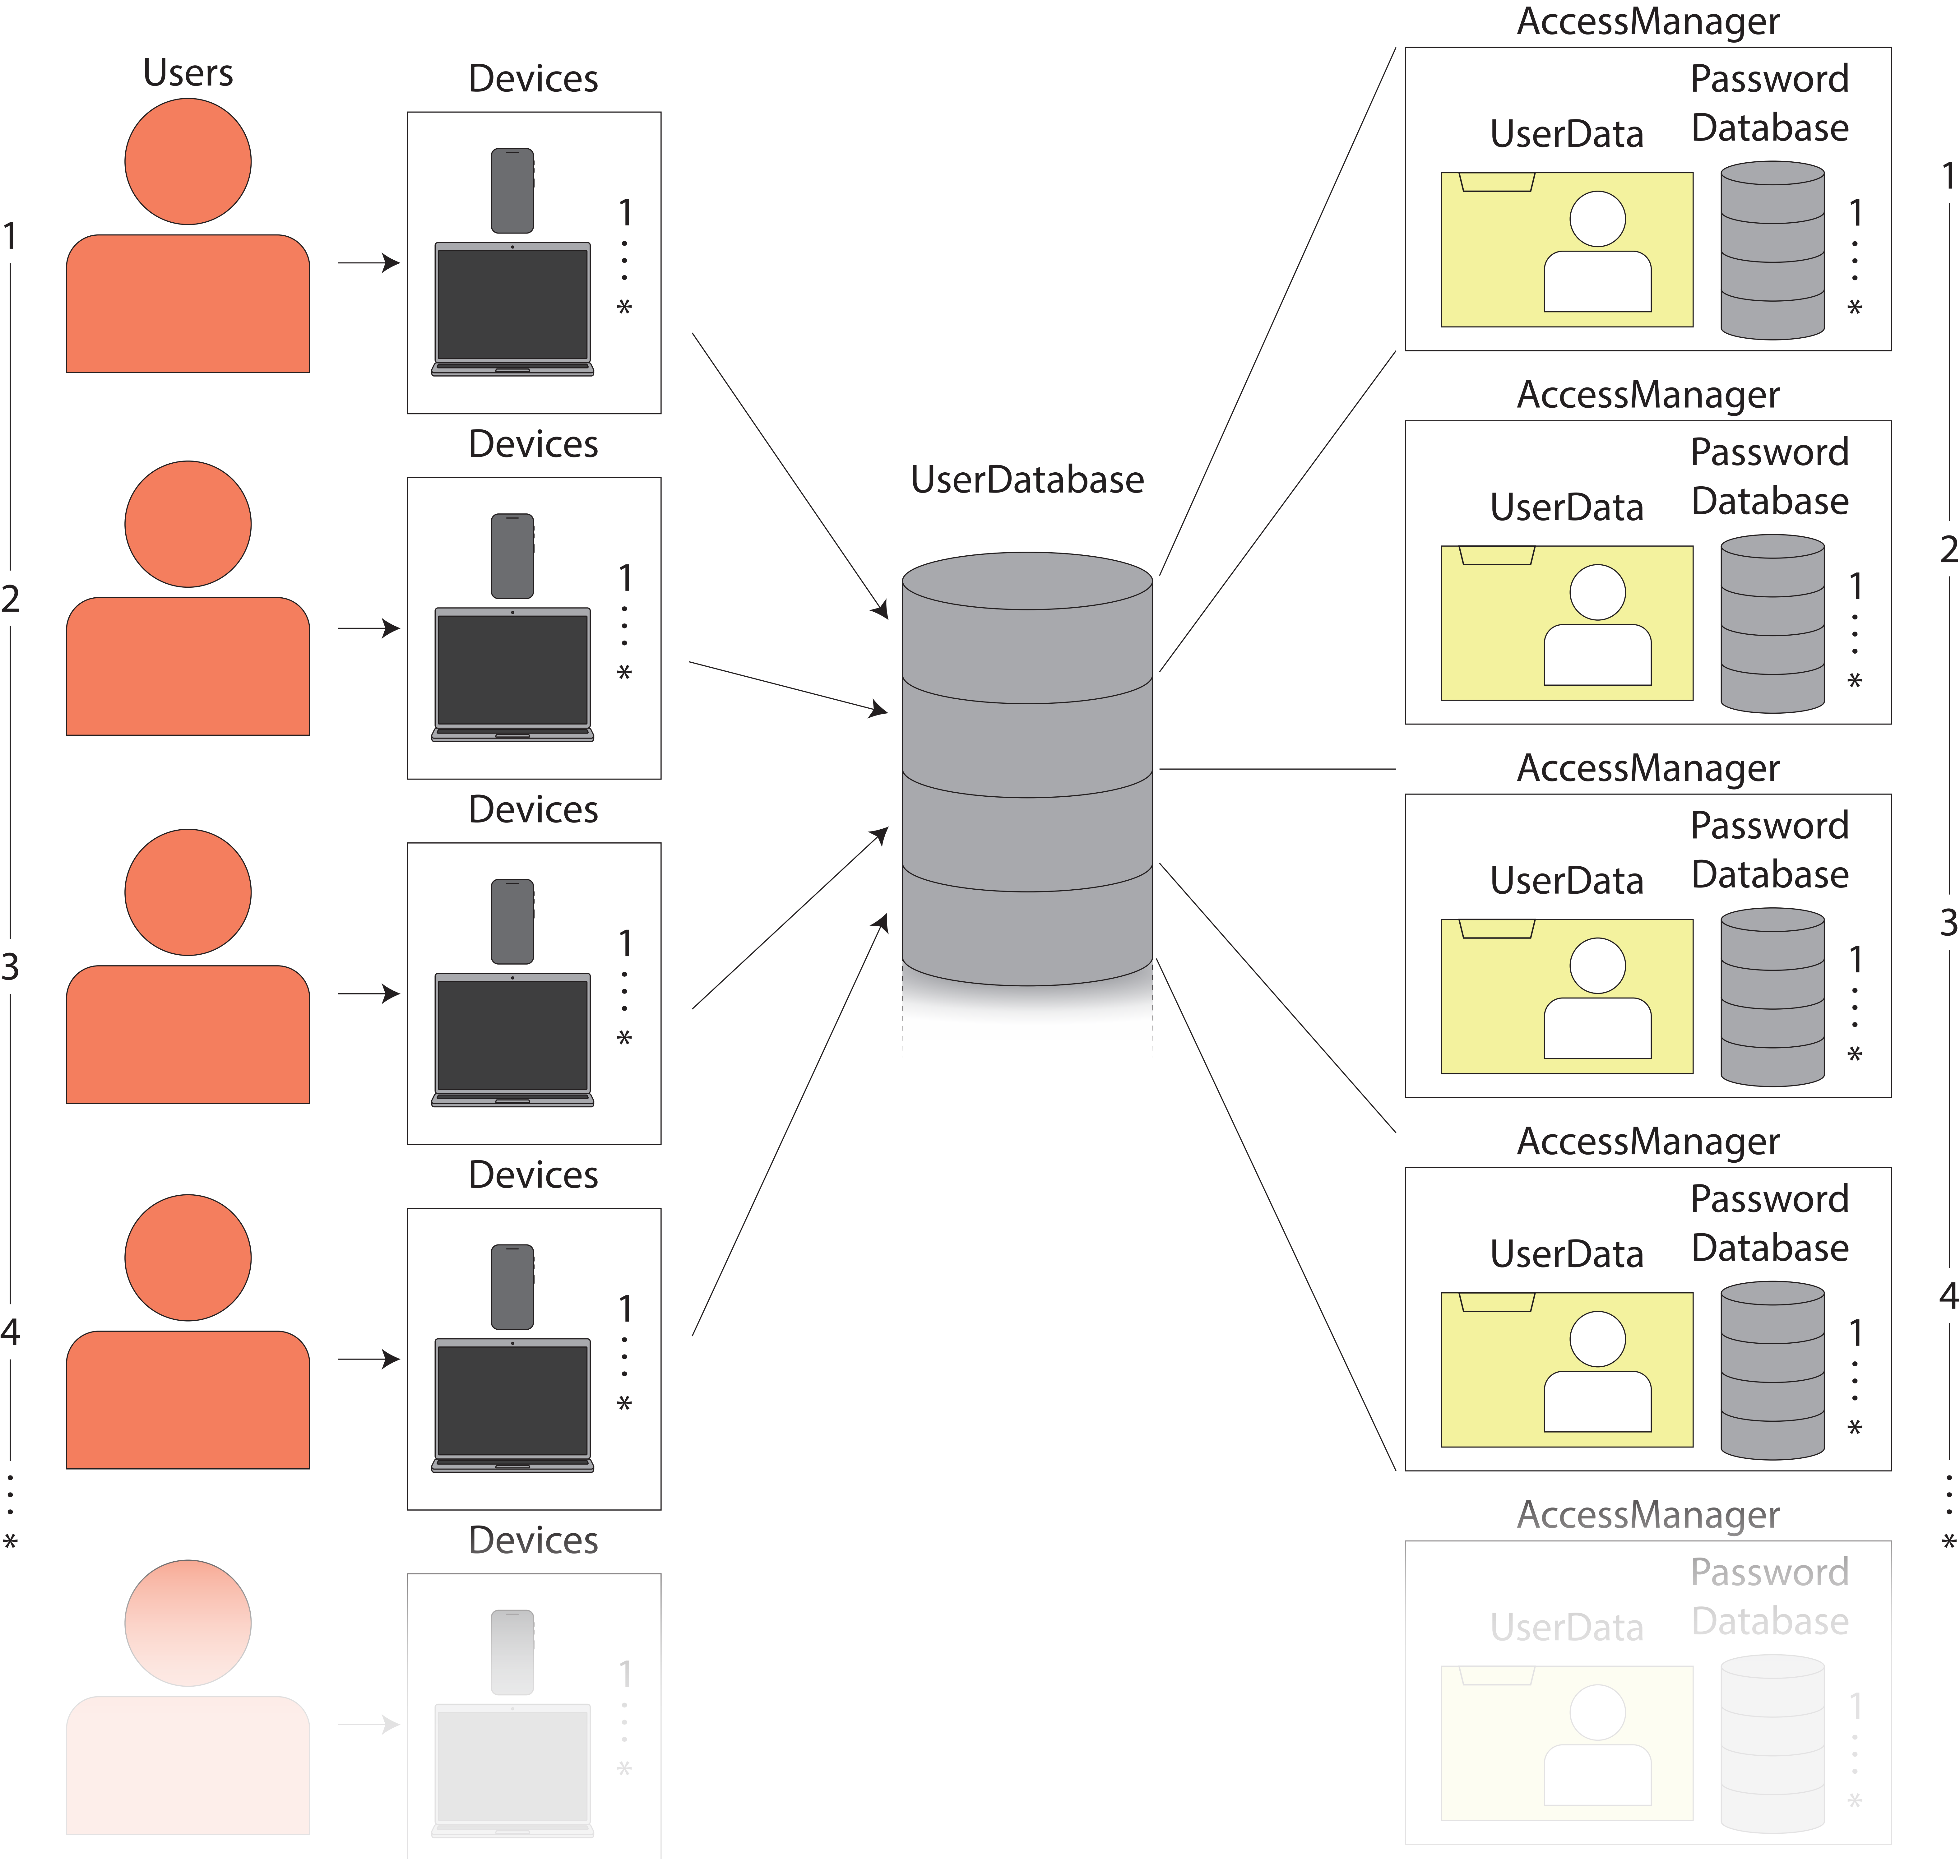 Users
1
2
3
4
*
Devices
1
*
Devices
1
*
Devices
1
*
Devices
1
*
Devices
1
*
UserDatabase
AccessManager
Password
Database
UserData
1
*
AccessManager
Password
Database
UserData
1
*
AccessManager
Password
Database
UserData
1
*
AccessManager
Password
Database
UserData
1
*
AccessManager
Password
Database
UserData
1
*
1
2
3
4
*